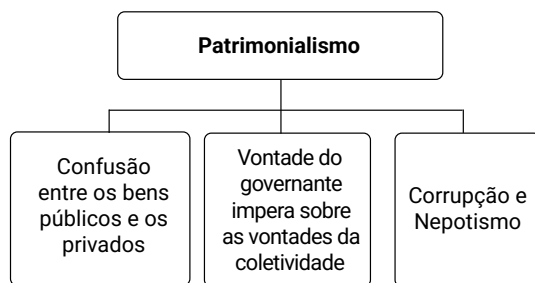 Patrimonialismo
Confusão
entre os bens
públicos e os
privados
Vontade do
governante
impera sobre
as vontades da
coletividade
Corrupção e
Nepotismo